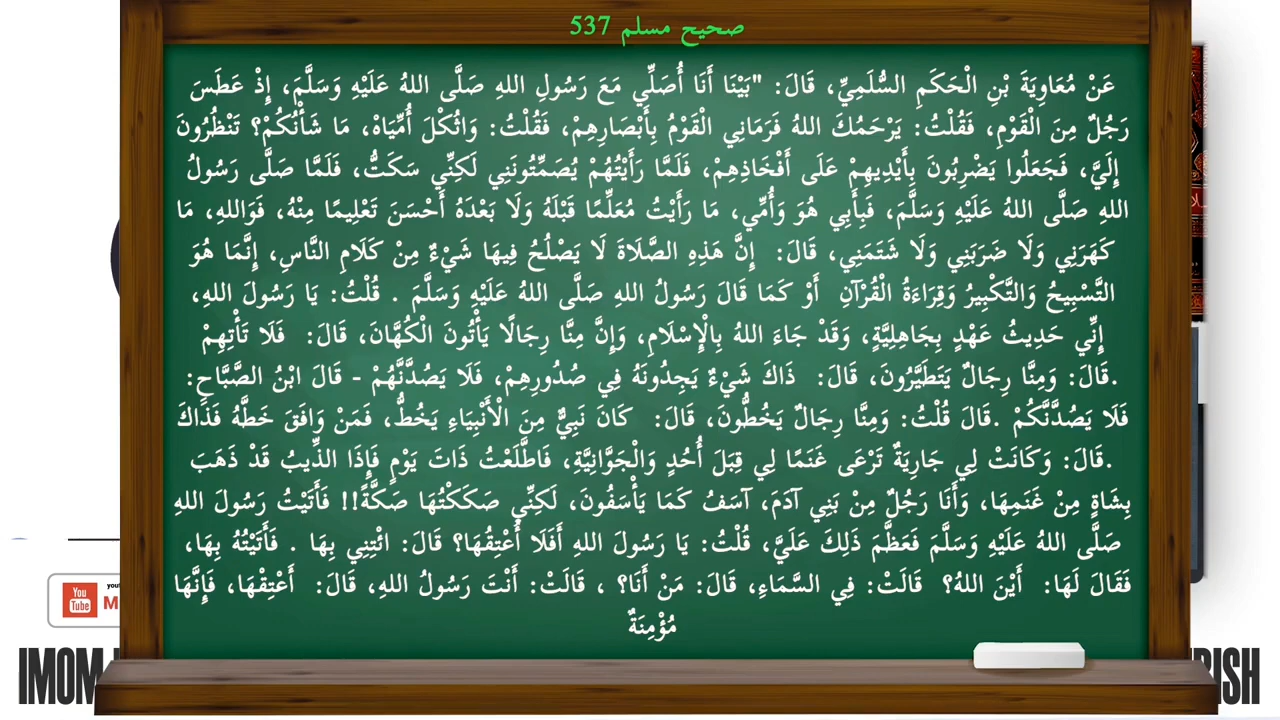 صحيح مسلم 537
عَنْ مُعَاوِيَةَ بْنِ الْحَكَمِ السُّلَمِيِّ، قَالَ: "بَيْنَا أَنَا أُصَلِّي مَعَ رَسُولِ اللهِ صَلَّى اللهُ عَلَيْهِ وَسَلَّمَ، إِذْ عَطَسَ
رَجُلٌ مِنَ الْقَوْمِ، فَقُلْتُ: يَرْحَمُكَ اللهُ فَرَمَانِي الْقَوْمُ بِأَبْصَارِهِمْ، فَقُلْتُ: وَاثُكْلَ أُمِّيَاهْ، مَا شَأْنُكُمْ؟ تَنْظُرُونَ
إِلَيَّ، فَجَعَلُوا يَضْرِبُونَ بِأَيْدِيهِمْ عَلَى أَفْخَاذِهِمْ، فَلَمَّا رَأَيْتُهُمْ يُصَمِّتُونَنِي لَكِنِّي سَكَتُّ، فَلَمَّا صَلَّى رَسُولُ
اللهِ صَلَّى اللهُ عَلَيْهِ وَسَلَّمَ، فَبِأَبِي هُوَ وَأُمِّي، مَا رَأَيْتُ مُعَلِّمًا قَبْلَهُ وَلَا بَعْدَهُ أَحْسَنَ تَعْلِيمًا مِنْهُ، فَوَاللهِ، مَا
كَهَرَنِي وَلَا ضَرَبَنِي وَلَا شَتَمَنِي، قَالَ: إِنَّ هَذِهِ الصَّلَاةَ لَا يَصْلُحُ فِيهَا شَيْءٌ مِنْ كَلَامِ النَّاسِ، إِنَّمَا هُوَ
التَّسْبِيحُ وَالتَّكْبِيرُ وَقِرَاءَةُ الْقُرْآنِ أَوْ كَمَا قَالَ رَسُولُ اللهِ صَلَّى اللهُ عَلَيْهِ وَسَلَّمَ . قُلْتُ: يَا رَسُولَ اللهِ،
إِنِّي حَدِيثُ عَهْدٍ بِجَاهِلِيَّةٍ، وَقَدْ جَاءَ اللهُ بِالْإِسْلَامِ، وَإِنَّ مِنَّا رِجَالًا يَأْتُونَ الْكُهَّانَ، قَالَ: فَلَا تَأْتِهِمْ
.قَالَ: وَمِنَّا رِجَالٌ يَتَطَيَّرُونَ، قَالَ: ذَاكَ شَيْءٌ يَجِدُونَهُ فِي صُدُورِهِمْ، فَلَا يَصُدَّنَّهُمْ - قَالَ ابْنُ الصَّبَّاحِ:
فَلَا يَصُدَّنَّكُمْ .قَالَ قُلْتُ: وَمِنَّا رِجَالٌ يَخُطُّونَ، قَالَ: كَانَ نَبِيٌّ مِنَ الْأَنْبِيَاءِ يَخُطُّ، فَمَنْ وَافَقَ خَطَّهُ فَذَاكَ
.قَالَ: وَكَانَتْ لِي جَارِيَةٌ تَرْعَى غَنَمًا لِي قِبَلَ أُحُدٍ وَالْجَوَّانِيَّةِ، فَاطَّلَعْتُ ذَاتَ يَوْمٍ فَإِذَا الذِّيبُ قَدْ ذَهَبَ
بِشَاةٍ مِنْ غَنَمِهَا، وَأَنَا رَجُلٌ مِنْ بَنِي آدَمَ، آسَفُ كَمَا يَأْسَفُونَ، لَكِنِّي صَكَكْتُهَا صَكَّةً!! فَأَتَيْتُ رَسُولَ اللهِ
صَلَّى اللهُ عَلَيْهِ وَسَلَّمَ فَعَظَّمَ ذَلِكَ عَلَيَّ، قُلْتُ: يَا رَسُولَ اللهِ أَفَلَا أُعْتِقُهَا؟ قَالَ: ائْتِنِي بِهَا . فَأَتَيْتُهُ بِهَا،
فَقَالَ لَهَا: أَيْنَ اللهُ؟ قَالَتْ: فِي السَّمَاءِ، قَالَ: مَنْ أَنَا؟ ، قَالَتْ: أَنْتَ رَسُولُ اللهِ، قَالَ: أَعْتِقْهَا، فَإِنَّهَا
مُؤْمِنَةٌ
You
Tube
IMOM
RISH